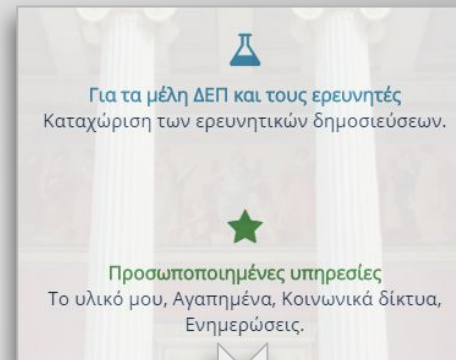 Για τα μέλη ΔΕΠ και τους ερευνητές
Καταχώριση των ερευνητικών δημοσιεύσεων.
Προσωποποιημένες υπηρεσίες
Το υλικό μου, Αγαπημένα, Κοινωνικά δίκτυα,
Ενημερώσεις.